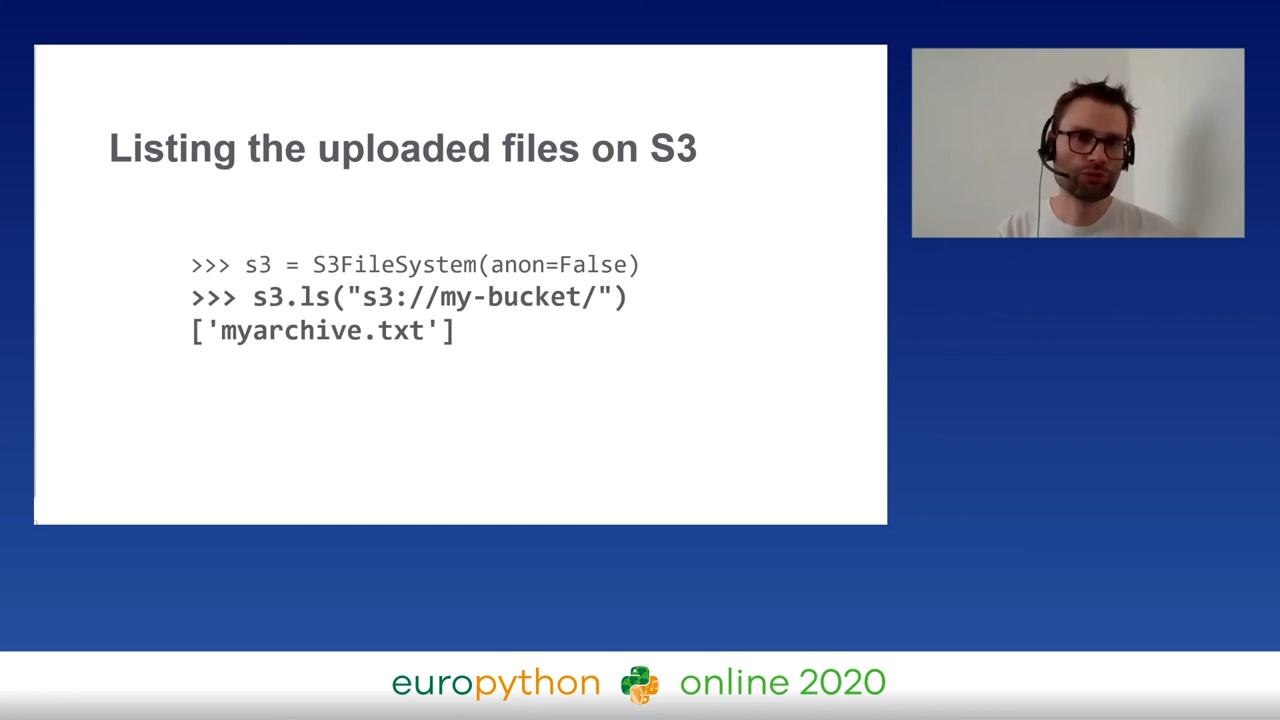 Listing the uploaded files on S3
>>> s3 = S3FileSystem(anon=False)
>>> s3.ls("s3://my-bucket/")
['myarchive.txt']
europython online 2020